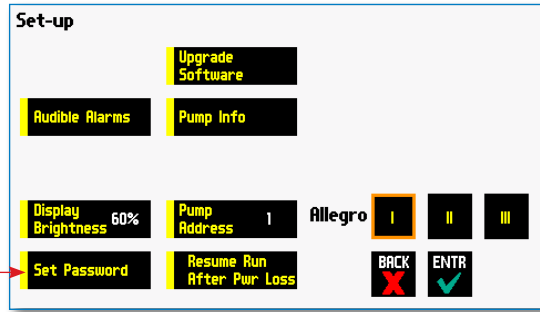 Set-up
Upgrade
Software
Audible Alarms
Pump Info
Display
Brightness 60%
Pump
Address 1
Allegro I II III
Set Password
Resume Run
After Pwr Loss
BACK
ENTR